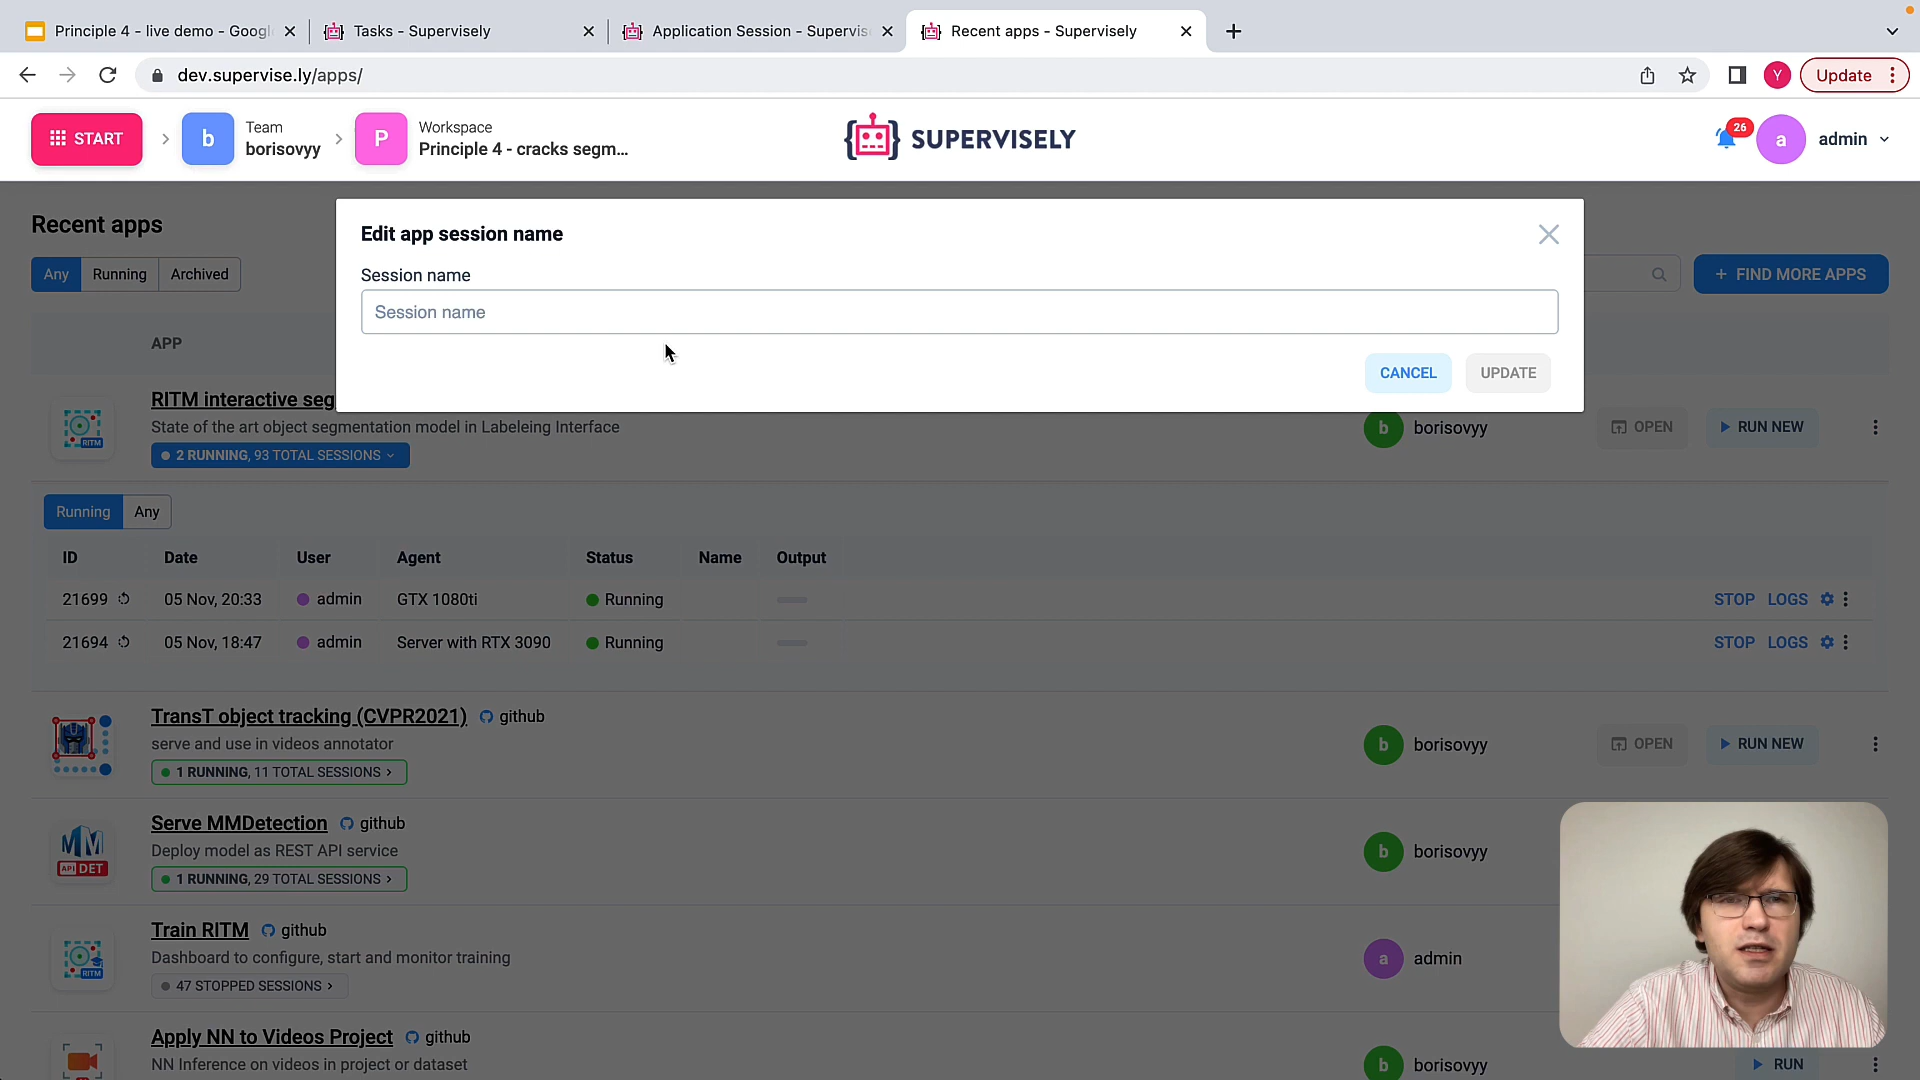 Principle 4 - live demo - Googl
Tasks - Supervisely
Application Session - Supervis
Recent apps - Supervisely
dev.supervise.ly/apps/
Y
Update
START
b
Team
borisovyy
P
Workspace
Principle 4 - cracks segm...
SUPERVISELY
26
a
admin
Recent apps
Any
Running
Archived
+ FIND MORE APPS
Edit app session name
Session name
Session name
CANCEL
UPDATE
APP
RITM
RITM interactive seg
State of the art object segmentation model in Labeleing Interface
2 RUNNING, 93 TOTAL SESSIONS
b
borisovyy
OPEN
RUN NEW
Running
Any
ID Date User Agent Status Name Output
21699 05 Nov, 20:33 admin GTX 1080ti Running STOP LOGS
21694 05 Nov, 18:47 admin Server with RTX 3090 Running STOP LOGS
TransT object tracking (CVPR2021) github
serve and use in videos annotator
1 RUNNING, 11 TOTAL SESSIONS
b
borisovyy
OPEN
RUN NEW
MM
API DET
Serve MMDetection github
Deploy model as REST API service
1 RUNNING, 29 TOTAL SESSIONS
b
borisovyy
RITM
Train RITM github
Dashboard to configure, start and monitor training
47 STOPPED SESSIONS
a
admin
Apply NN to Videos Project github
NN Inference on videos in project or dataset
b
borisovyy
RUN